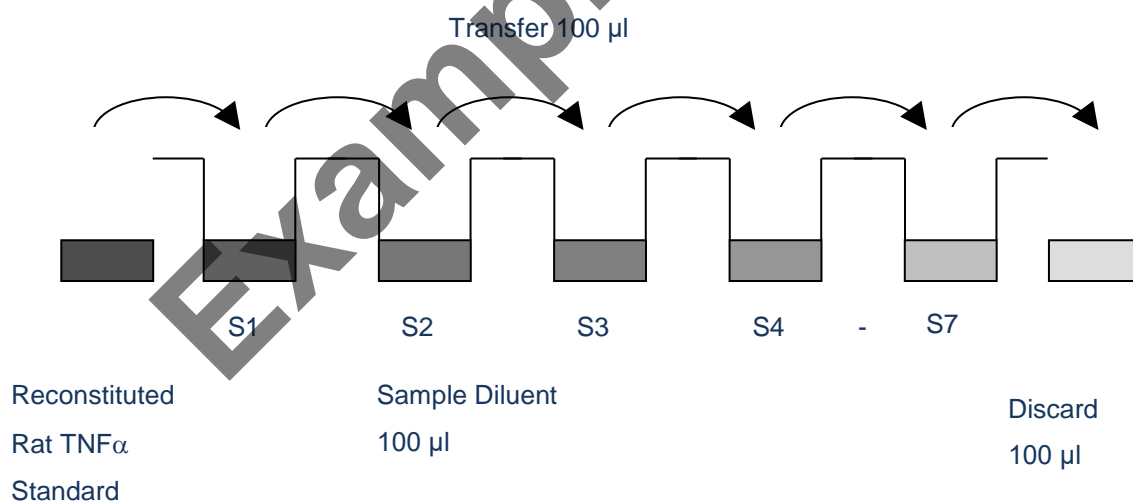 Transfer 100 µl
S1 S2 S3 S4 - S7
Reconstituted
Rat TNFα
Standard
Sample Diluent
100 µl
Discard
100 µl